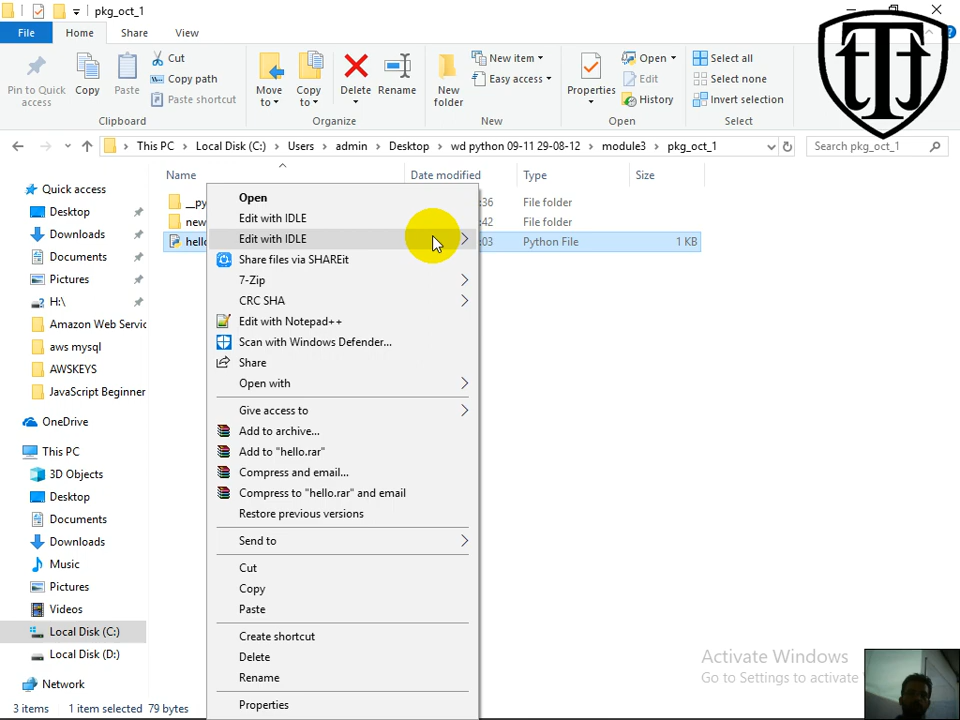 pkg_oct_1
File
Home
Share
View
Pin to Quick access
Copy
Paste
Cut
Copy path
Paste shortcut
Clipboard
Move to
Copy to
Delete
Rename
Organize
New folder
New item
Easy access
New
Properties
Open
Edit
History
Open
Select all
Select none
Invert selection
Select
This PC
Local Disk (C:)
Users
admin
Desktop
wd python 09-11 29-08-12
module3
pkg_oct_1
Search pkg_oct_1
Name
Date modified
Type
Size
__py
:36
File folder
new
:42
File folder
hello
:03
Python File
1 KB
Quick access
Desktop
Downloads
Documents
Pictures
H:\
Amazon Web Servic
aws mysql
AWSKEYS
JavaScript Beginner
OneDrive
This PC
3D Objects
Desktop
Documents
Downloads
Music
Pictures
Videos
Local Disk (C:)
Local Disk (D:)
Network
Open
Edit with IDLE
Edit with IDLE
Share files via SHAREit
7-Zip
CRC SHA
Edit with Notepad++
Scan with Windows Defender...
Share
Open with
Give access to
Add to archive...
Add to "hello.rar"
Compress and email...
Compress to "hello.rar" and email
Restore previous versions
Send to
Cut
Copy
Paste
Create shortcut
Delete
Rename
Properties
Activate Windows
Go to Settings to activate
3 items
1 item selected
79 bytes